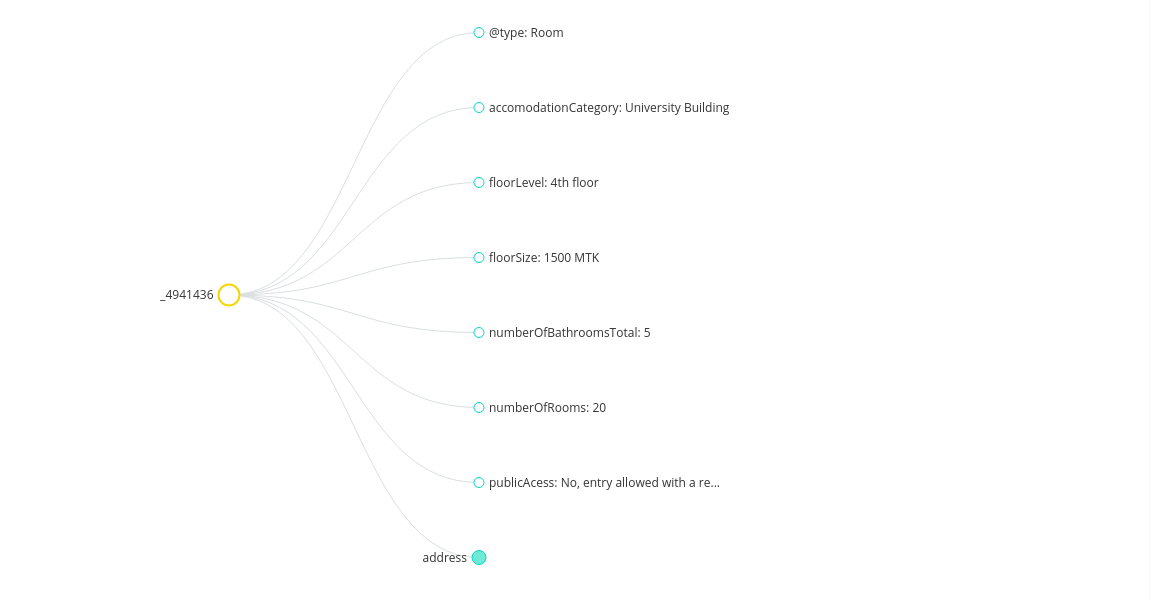 @type: Room
accomodationCategory: University Building
floorLevel: 4th floor
floorSize: 1500 MTK
_4941436
numberOfBathroomsTotal: 5
numberOfRooms: 20
publicAcess: No, entry allowed with a re...
address